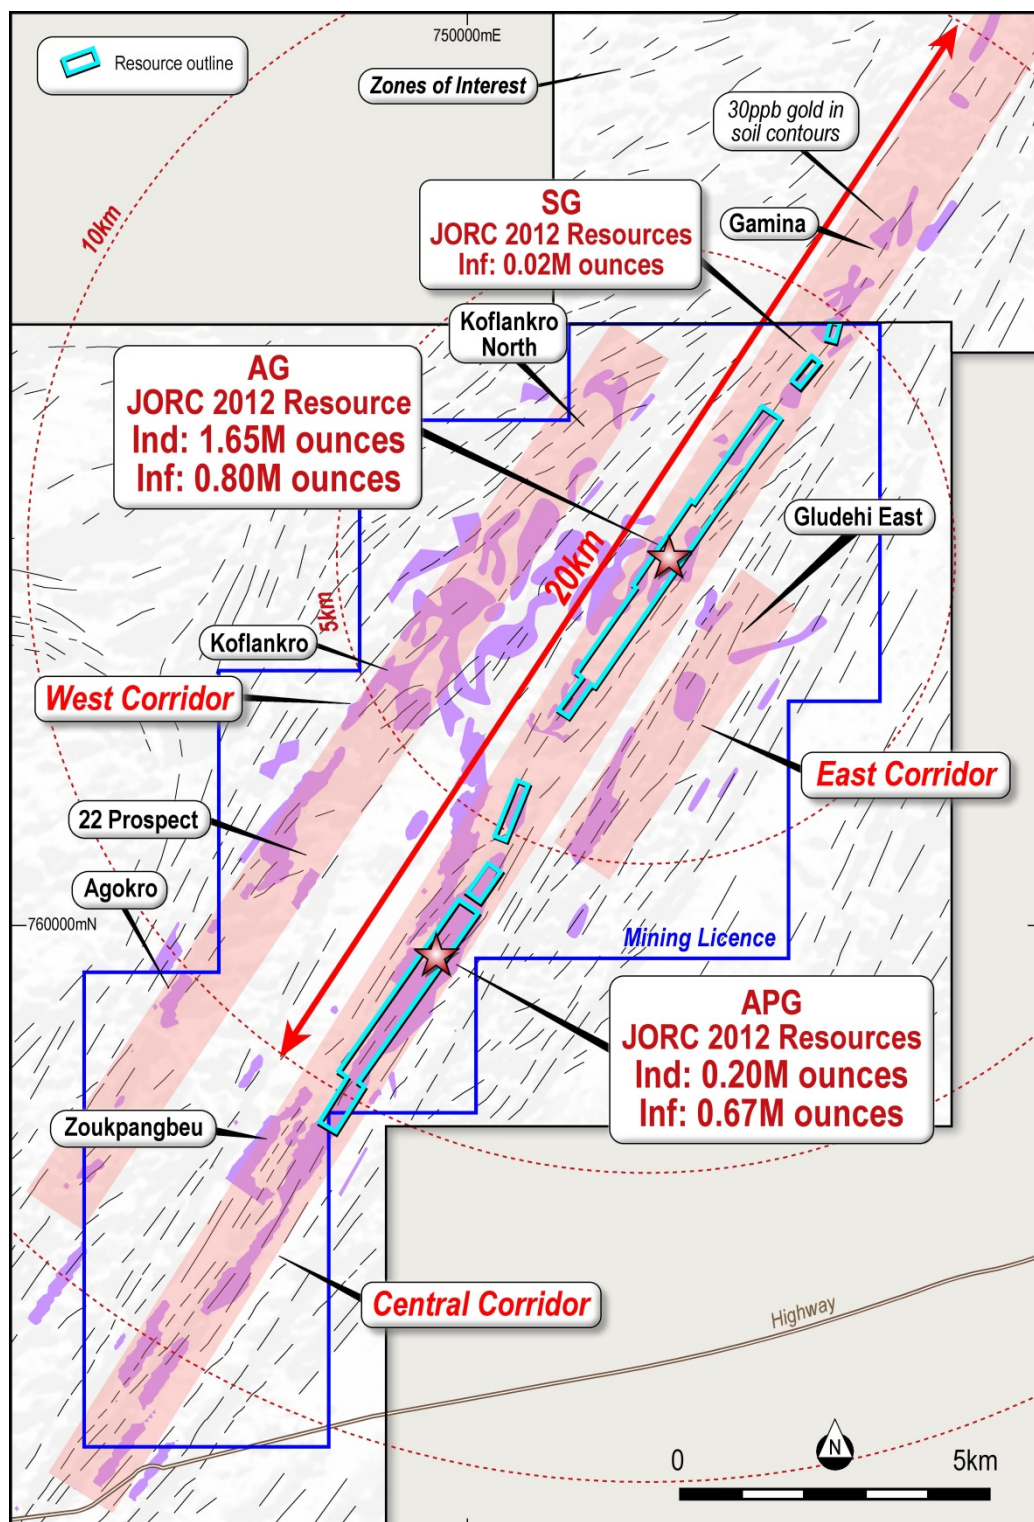 750000mE
Resource outline
Zones of Interest
30ppb gold in
soil contours
10km
SG
JORC 2012 Resources
Inf: 0.02M ounces
Gamina
Koflankro
North
AG
JORC 2012 Resource
Ind: 1.65M ounces
Inf: 0.80M ounces
Gludehi East
20km
5km
Koflankro
West Corridor
East Corridor
22 Prospect
Agokro
760000mN
Mining Licence
APG
JORC 2012 Resources
Ind: 0.20M ounces
Inf: 0.67M ounces
Zoukpangbeu
Central Corridor
Highway
N
0
5km